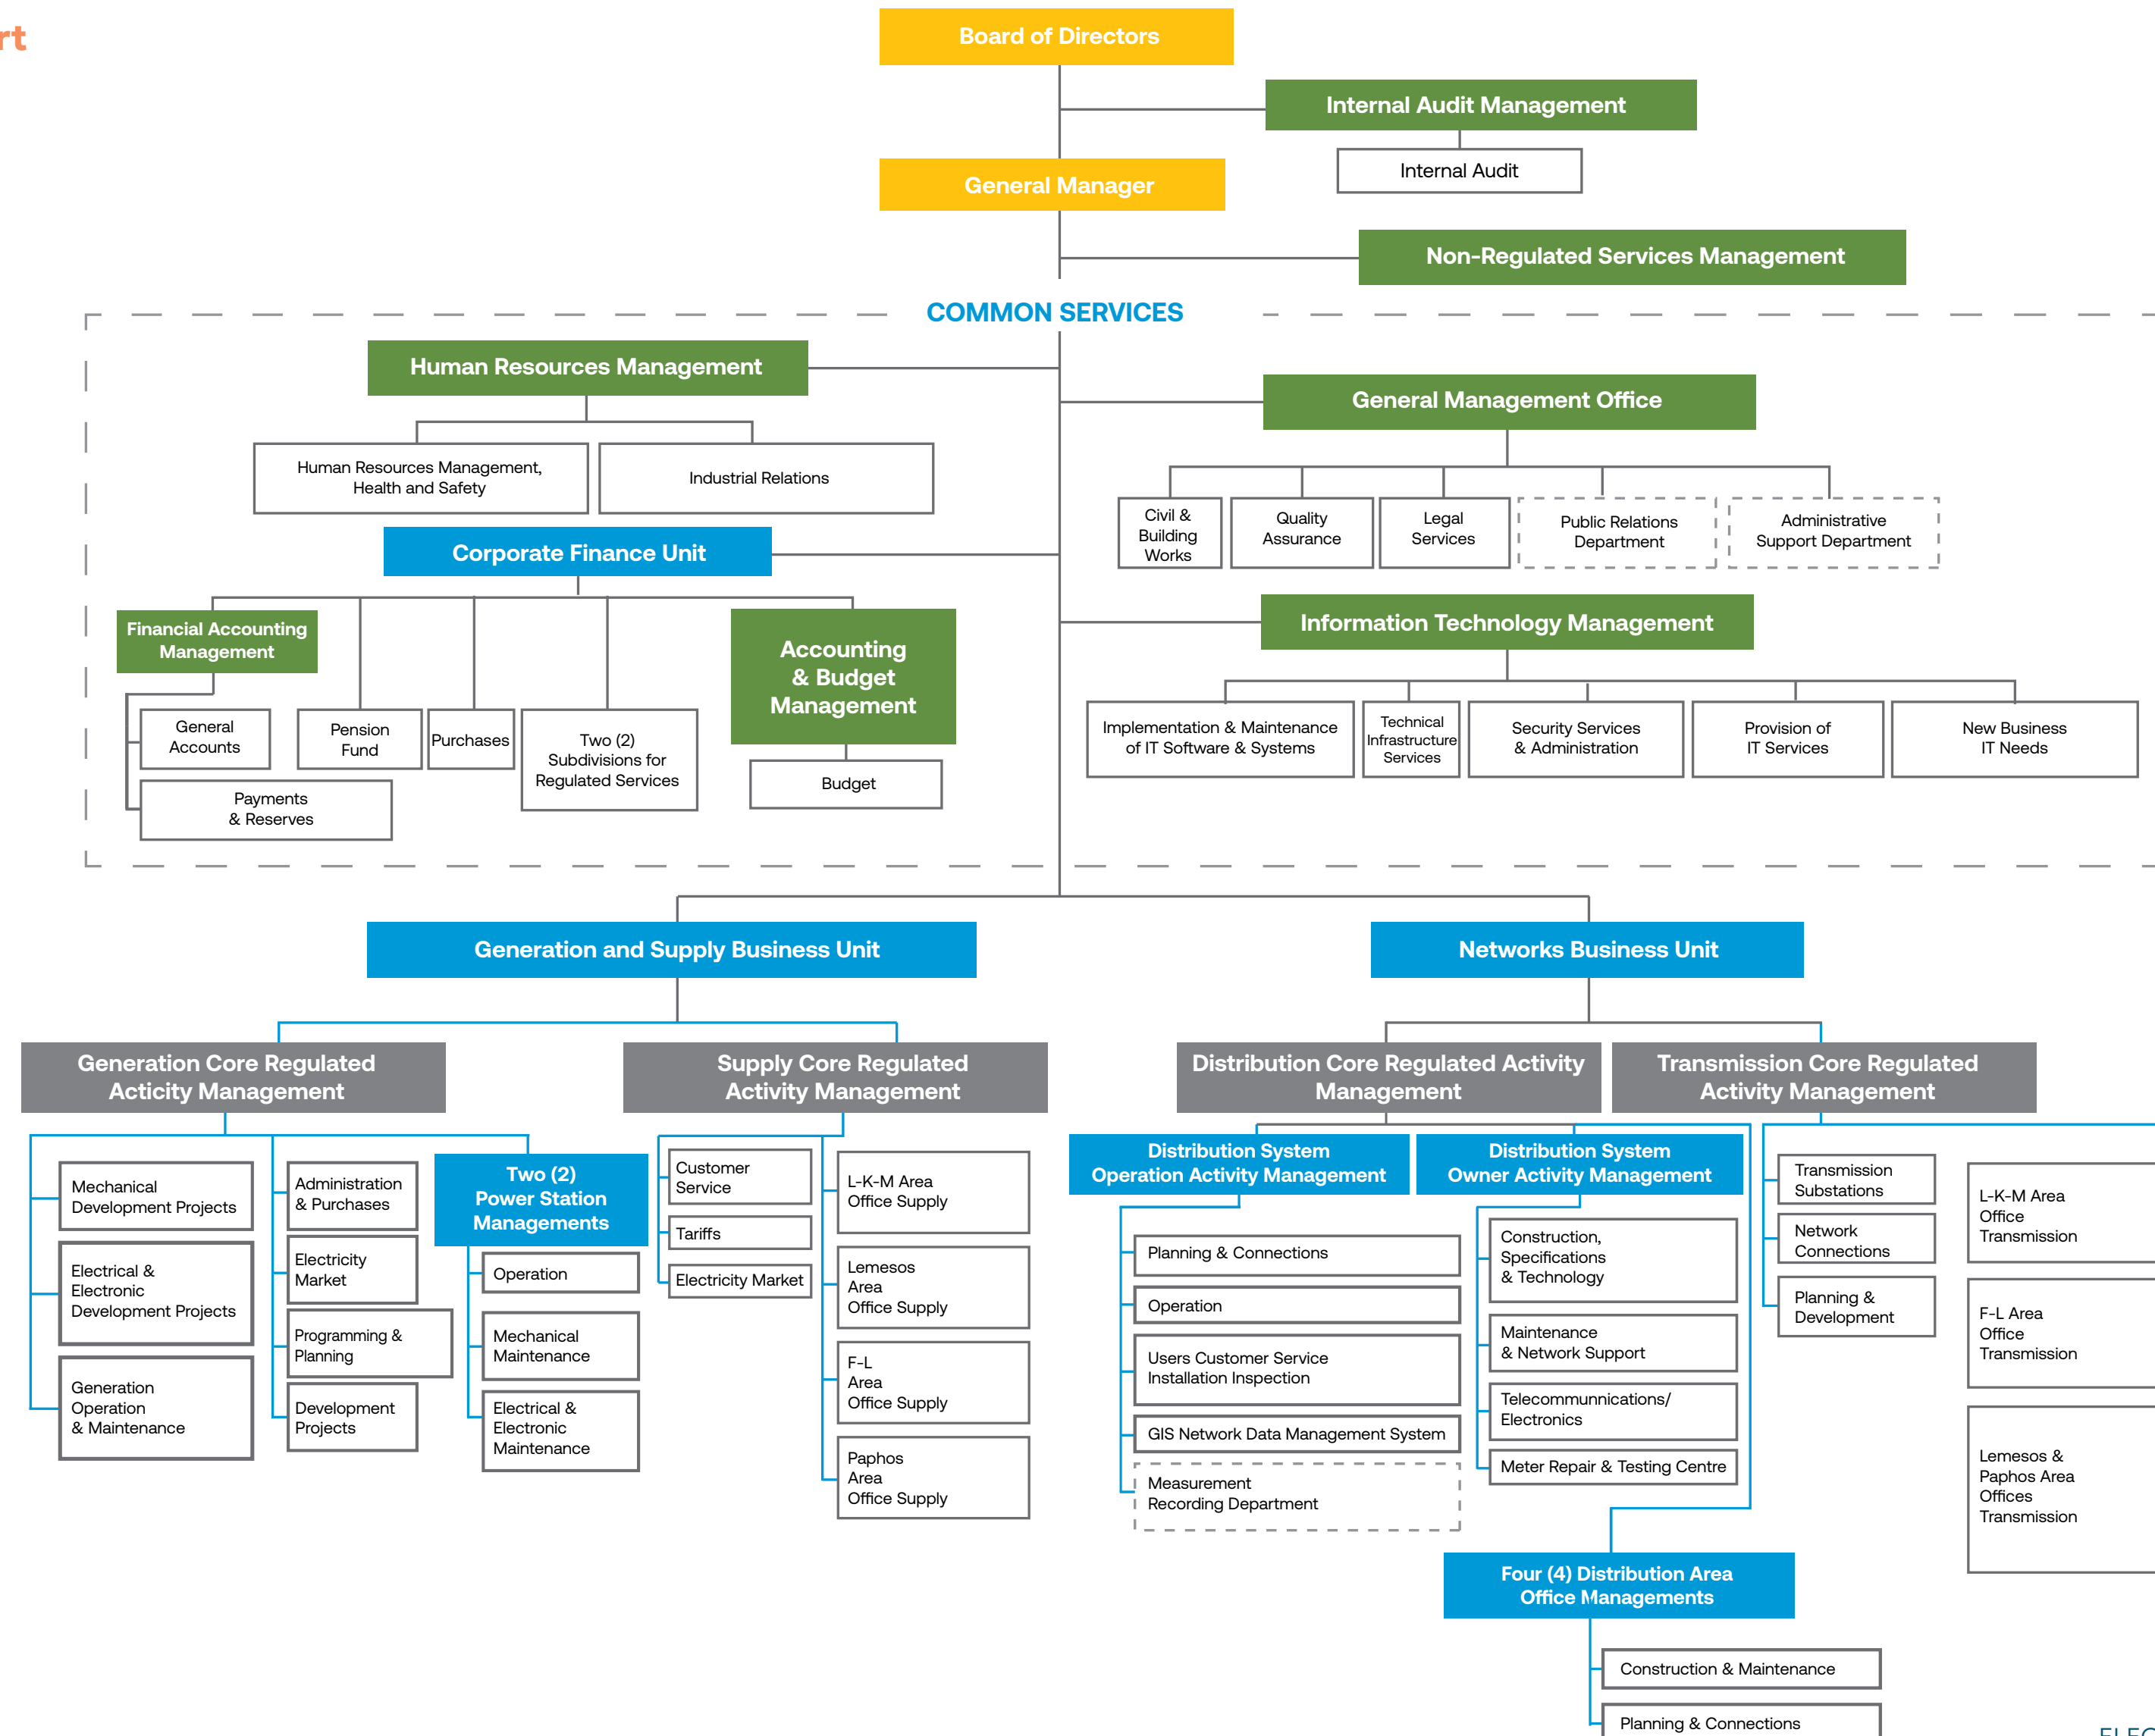 rt
Board of Directors
Internal Audit Management
Internal Audit
General Manager
Non-Regulated Services Management
COMMON SERVICES
Human Resources Management
Human Resources Management,
Health and Safety
Industrial Relations
General Management Office
Civil &
Building
Works
Quality
Assurance
Legal
Services
Public Relations
Department
Administrative
Support Department
Corporate Finance Unit
Financial Accounting
Management
General
Accounts
Payments
& Reserves
Pension
Fund
Purchases
Two (2)
Subdivisions for
Regulated Services
Accounting
& Budget
Management
Budget
Information Technology Management
Implementation & Maintenance
of IT Software & Systems
Technical
Infrastructure
Services
Security Services
& Administration
Provision of
IT Services
New Business
IT Needs
Generation and Supply Business Unit
Networks Business Unit
Generation Core Regulated
Acticity Management
Mechanical
Development Projects
Electrical &
Electronic
Development Projects
Generation
Operation
& Maintenance
Administration
& Purchases
Electricity
Market
Programming &
Planning
Development
Projects
Two (2)
Power Station
Managements
Operation
Mechanical
Maintenance
Electrical &
Electronic
Maintenance
Supply Core Regulated
Activity Management
Customer
Service
Tariffs
Electricity Market
L-K-M Area
Office Supply
Lemesos
Area
Office Supply
F-L
Area
Office Supply
Paphos
Area
Office Supply
Distribution Core Regulated Activity
Management
Distribution System
Operation Activity Management
Planning & Connections
Operation
Users Customer Service
Installation Inspection
GIS Network Data Management System
Measurement
Recording Department
Distribution System
Owner Activity Management
Construction,
Specifications
& Technology
Maintenance
& Network Support
Telecommunnications/
Electronics
Meter Repair & Testing Centre
Four (4) Distribution Area
Office Managements
Construction & Maintenance
Planning & Connections
Transmission Core Regulated
Activity Management
Transmission
Substations
Network
Connections
Planning &
Development
L-K-M Area
Office
Transmission
F-L Area
Office
Transmission
Lemesos &
Paphos Area
Offices
Transmission